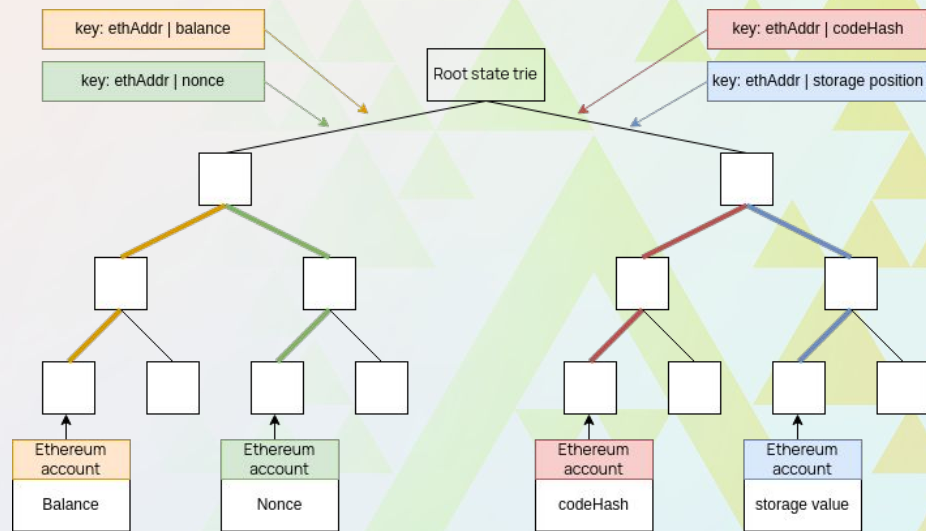 key: ethAddr | balance
key: ethAddr | codeHash
key: ethAddr | nonce
Root state trie
key: ethAddr | storage position
Ethereum
account
Balance
Ethereum
account
Nonce
Ethereum
account
codeHash
Ethereum
account
storage value